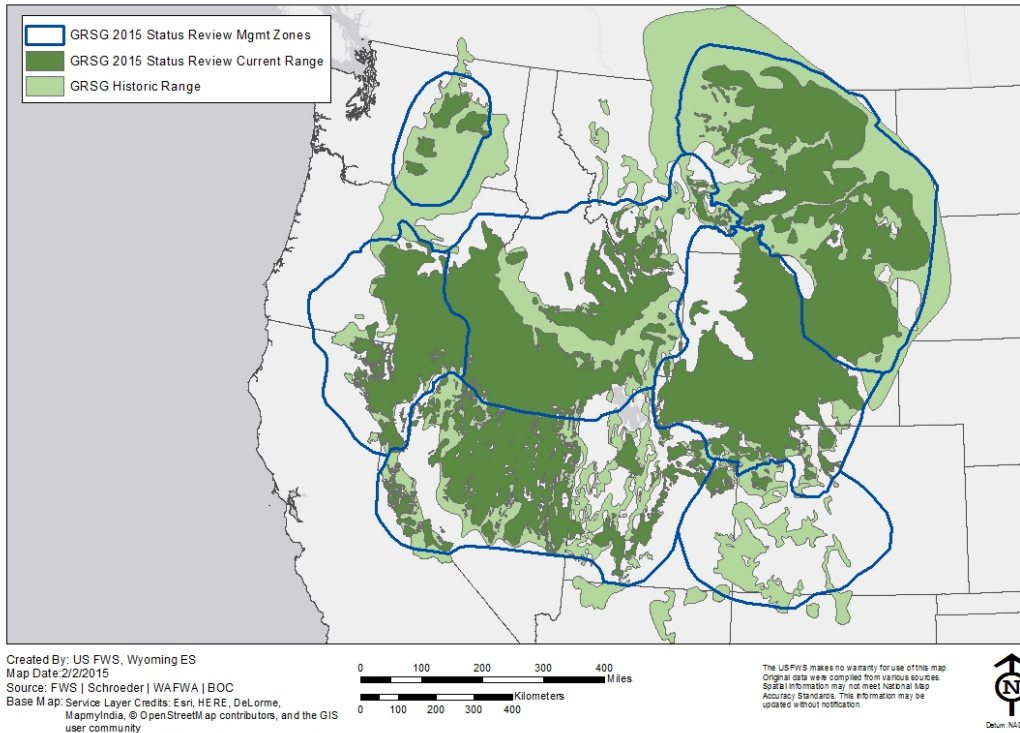 GRSG 2015 Status Review Mgmt Zones
GRSG 2015 Status Review Current Range
GRSG Historic Range
Created By: US FWS, Wyoming ES
Map Date:2/2/2015
Source: FWS | Schroeder | WAFWA | BOC
Base Map: Service Layer Credits: Esri, HERE, DeLorme,
MapmyIndia, © OpenStreetMap contributors, and the GIS
user community
0 100 200 300 400
Miles
Kilometers
0 100 200 300 400
The USFWS makes no warranty for use of this map.
Original data were compiled from various sources.
Spatial information may not meet National Map
Accuracy Standards. This information may be
updated without notification.
N